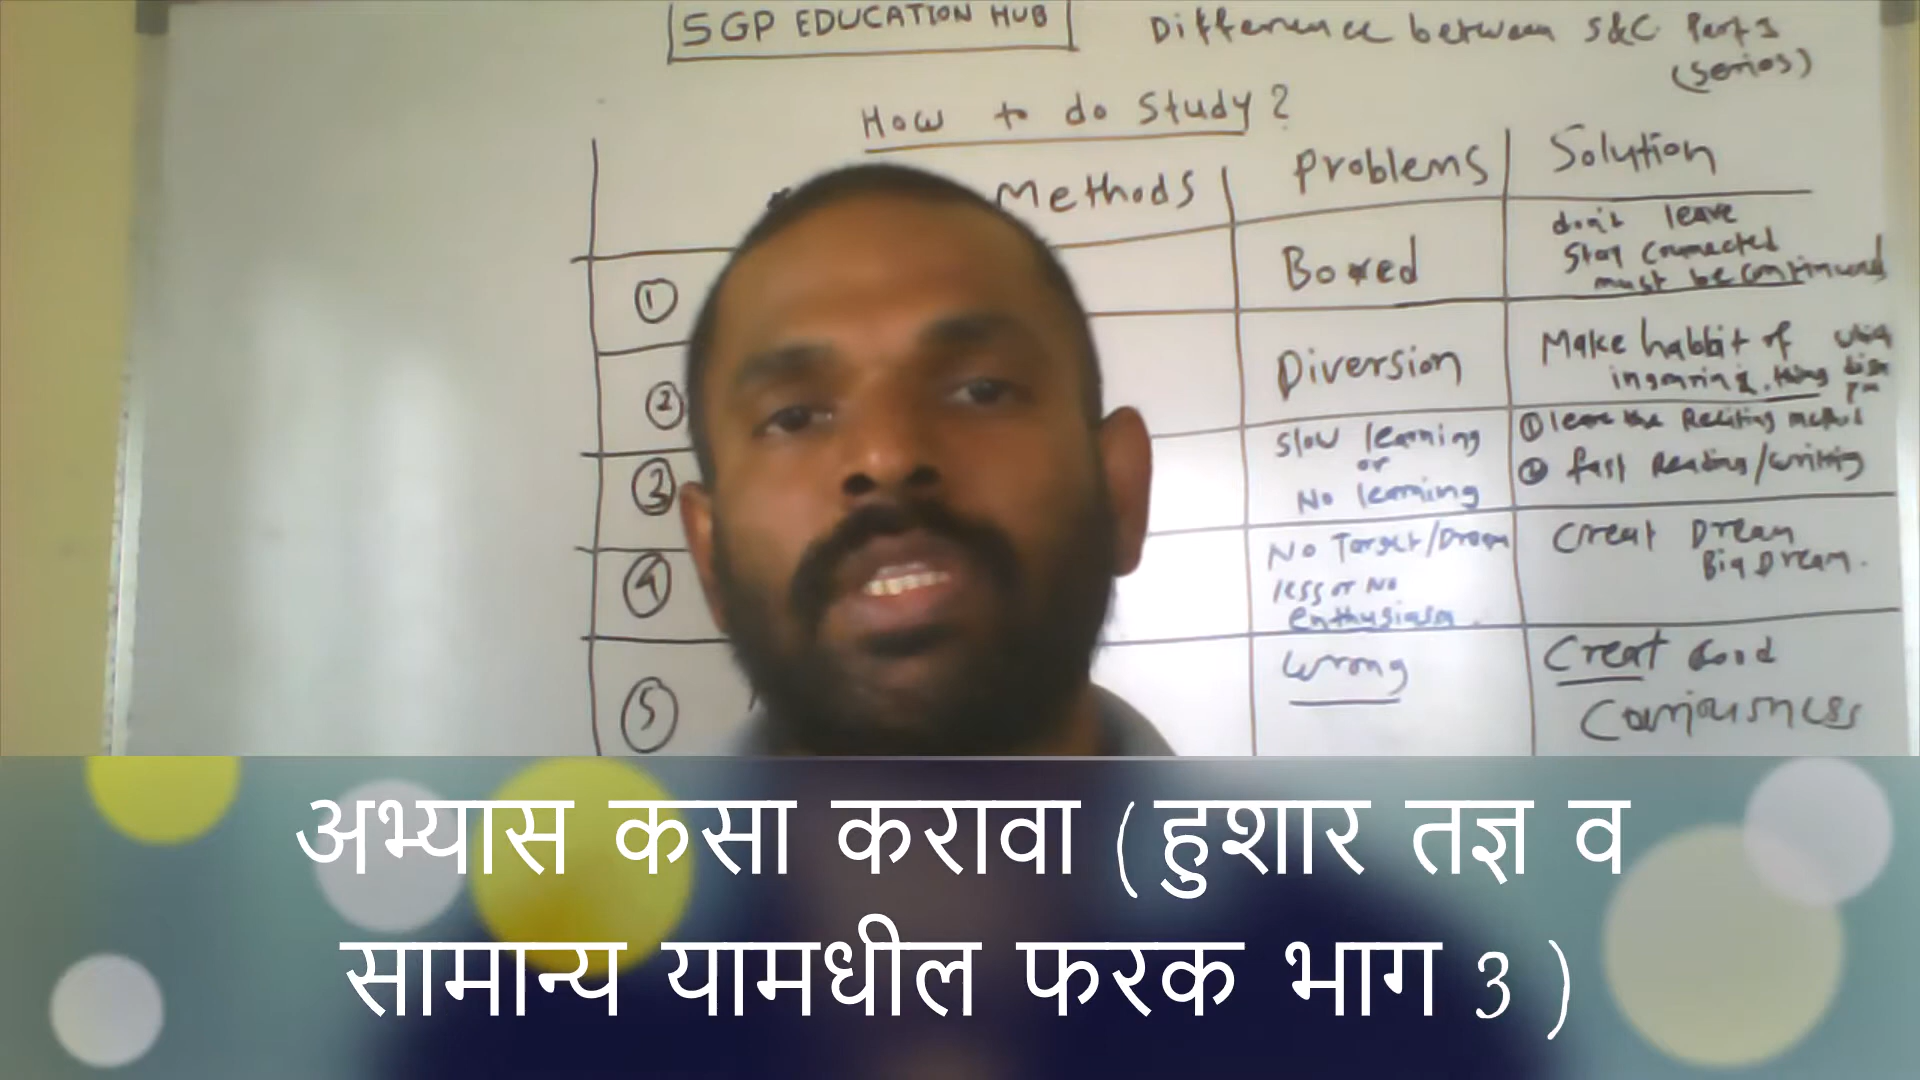 SGP EDUCATION HUB
Difference between S&C Part 3
(series)
How to do study?
Methods
Problems
Solution
①
Bored
don't leave
Stay connected
must be continued
②
Diversion
Make habbit of
③
slow learning
or
No learning
① leave the Reciting method
② fast Reading/writing
④
No Target/Dream
less or No
enthusiasm
Creat Dream
Big Dream.
⑤
wrong
Creat Good
अभ्यास कसा करावा (हुशार तज्ञ व
सामान्य यामधील फरक भाग 3 )